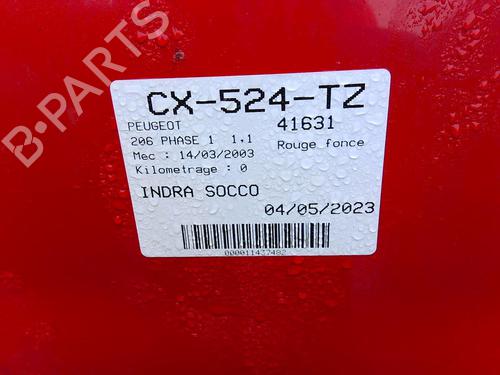 CX-524-TZ
PEUGEOT 41631
206 PHASE 1 1.1 Rouge fonce
Mec : 14/03/2003
Kilometrage : 0
INDRA SOCCO
04/05/2023
000011437482